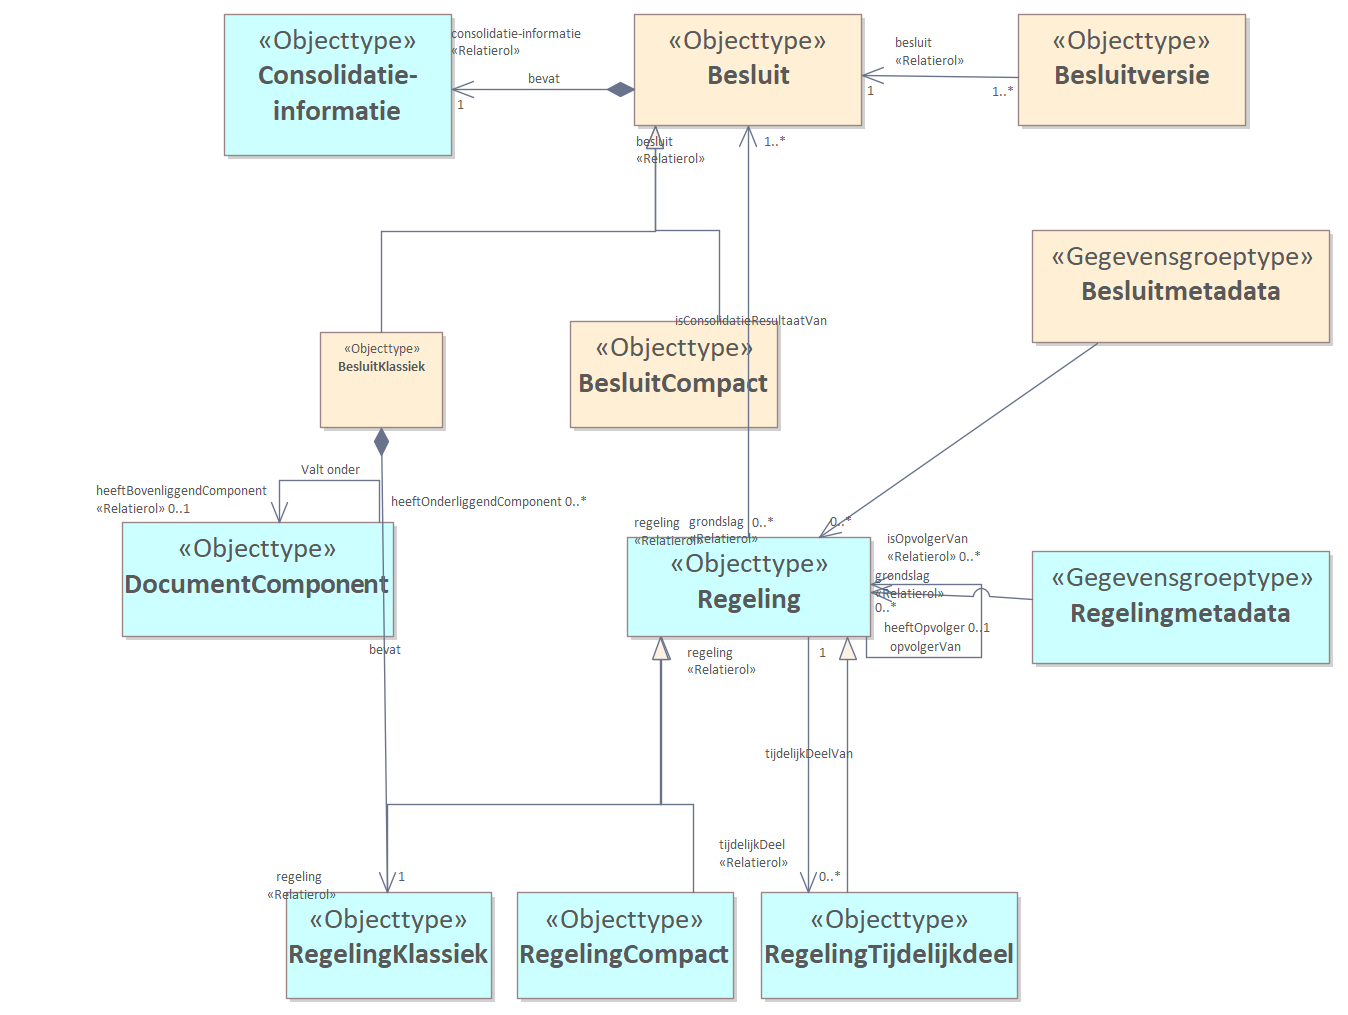 «Objecttype»
Consolidatie-
informatie
consolidatie-informatie
«Relatierol»
bevat
1
«Objecttype»
Besluit
besluit
«Relatierol»
1
1..*
«Objecttype»
Besluitversie
besluit
«Relatierol»
1..*
«Gegevensgroeptype»
Besluitmetadata
isConsolidatieResultaatVan
«Objecttype»
BesluitKlassiek
«Objecttype»
BesluitCompact
Valt onder
heeftBovenliggendComponent
«Relatierol» 0..1
heeftOnderliggendComponent 0..*
«Objecttype»
DocumentComponent
bevat
regeling
«Relatierol»
grondslag 0..*
«Relatierol»
0..*
«Objecttype»
Regeling
isOpvolgerVan
«Relatierol» 0..*
grondslag
«Relatierol»
0..*
heeftOpvolger 0..1
opvolgerVan
«Gegevensgroeptype»
Regelingmetadata
regeling
«Relatierol»
1
tijdelijkDeelVan
tijdelijkDeel
«Relatierol»
0..*
regeling
«Relatierol»
1
«Objecttype»
RegelingKlassiek
«Objecttype»
RegelingCompact
«Objecttype»
RegelingTijdelijkdeel